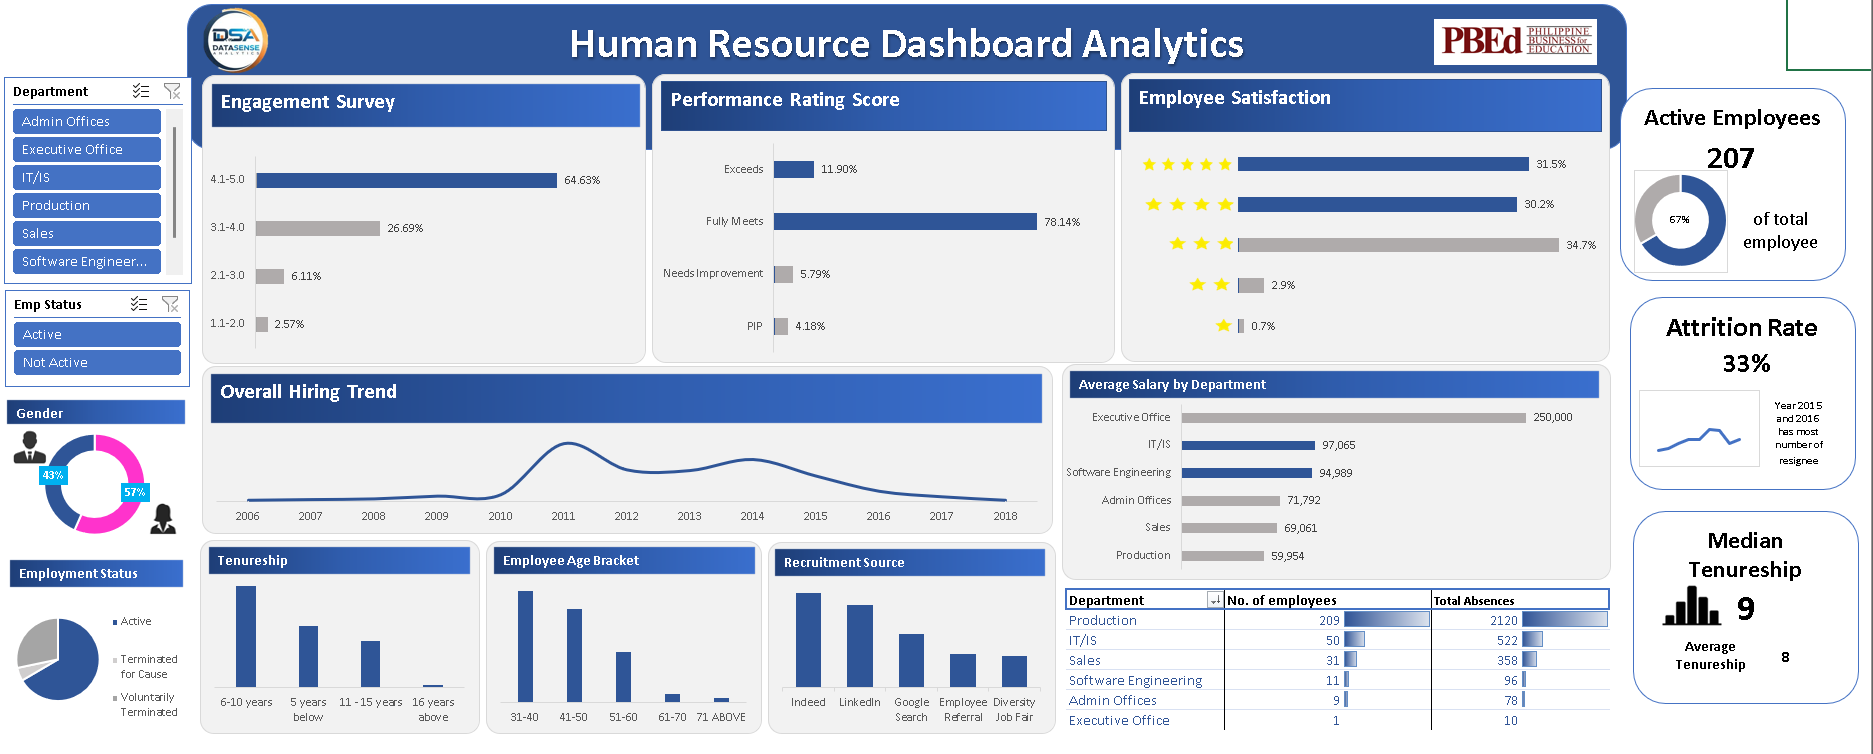 DSA
DATASENSE
ANALYTICS
Human Resource Dashboard Analytics
PBEd
PHILIPPINE
BUSINESS for
EDUCATION
Department
Admin Offices
Executive Office
IT/IS
Production
Sales
Software Engineer...
Emp Status
Active
Not Active
Gender
43%
57%
Employment Status
Active
Terminated
for Cause
Voluntarily
Terminated
Engagement Survey
4.1-5.0
64.63%
3.1-4.0
26.69%
2.1-3.0
6.11%
1.1-2.0
2.57%
Performance Rating Score
Exceeds
11.90%
Fully Meets
78.14%
Needs Improvement
5.79%
PIP
4.18%
Employee Satisfaction
31.5%
30.2%
34.7%
2.9%
0.7%
Overall Hiring Trend
2006 2007 2008 2009 2010 2011 2012 2013 2014 2015 2016 2017 2018
Average Salary by Department
Executive Office 250,000
IT/IS 97,065
Software Engineering 94,989
Admin Offices 71,792
Sales 69,061
Production 59,954
Tenureship
6-10 years
5 years
below
11 - 15 years
16 years
above
Employee Age Bracket
31-40 41-50 51-60 61-70 71 ABOVE
Recruitment Source
Indeed
LinkedIn
Google
Search
Employee
Referral
Diversity
Job Fair
Department No. of employees Total Absences
Production 209 2120
IT/IS 50 522
Sales 31 358
Software Engineering 11 96
Admin Offices 9 78
Executive Office 1 10
Active Employees
207
67%
of total
employee
Attrition Rate
33%
Year 2015
and 2016
has most
number of
resignee
Median
Tenureship
9
Average
Tenureship
8